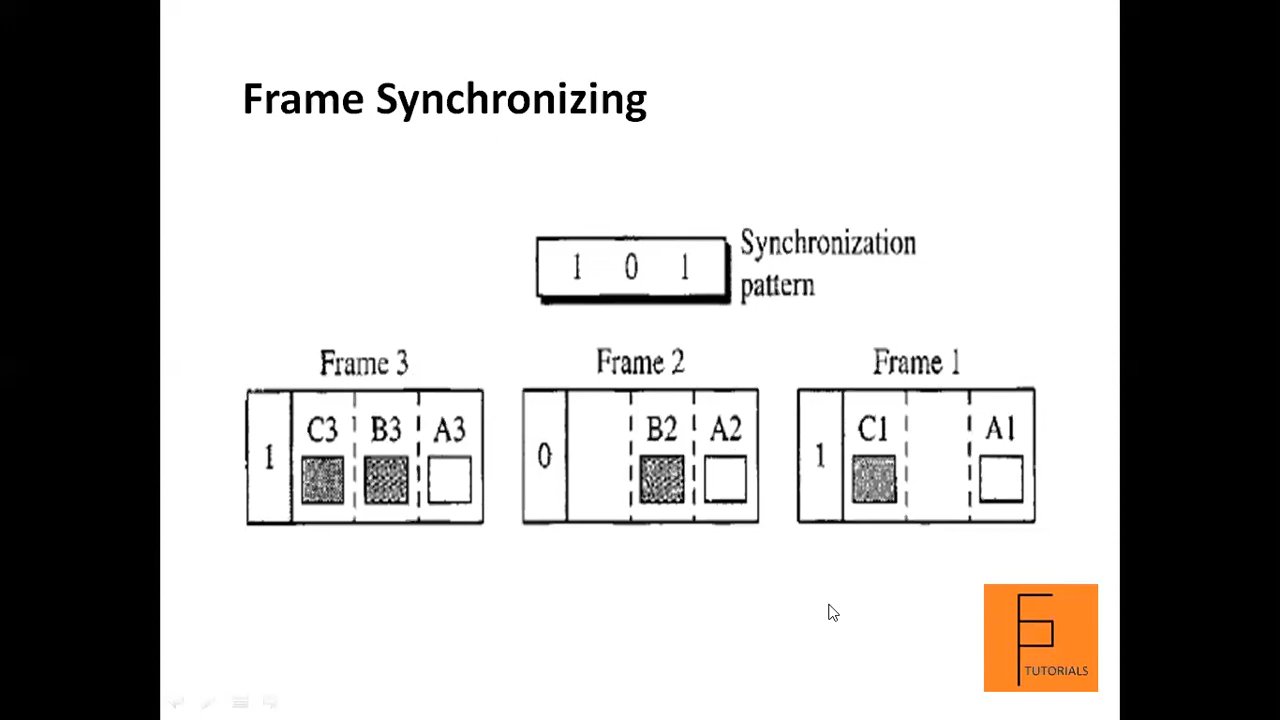 Frame Synchronizing
1 0 1
Synchronization
pattern
Frame 3
Frame 2
Frame 1
1 C3 B3 A3
0 B2 A2
1 C1 A1
TUTORIALS